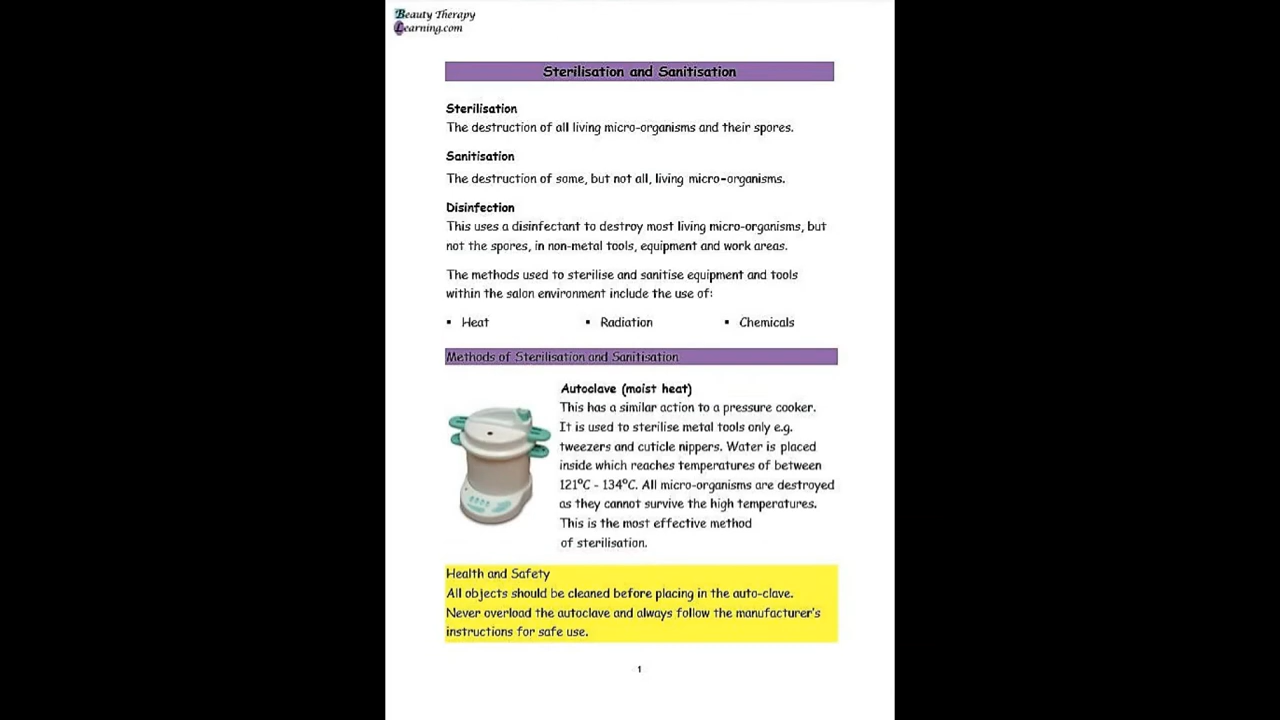 Beauty Therapy
Learning.com
Sterilisation and Sanitisation
Sterilisation
The destruction of all living micro-organisms and their spores.
Sanitisation
The destruction of some, but not all, living micro-organisms.
Disinfection
This uses a disinfectant to destroy most living micro-organisms, but
not the spores, in non-metal tools, equipment and work areas.
The methods used to sterilise and sanitise equipment and tools
within the salon environment include the use of:
▪ Heat ▪ Radiation ▪ Chemicals
Methods of Sterilisation and Sanitisation
Autoclave (moist heat)
This has a similar action to a pressure cooker.
It is used to sterilise metal tools only e.g.
tweezers and cuticle nippers. Water is placed
inside which reaches temperatures of between
121ºC - 134ºC. All micro-organisms are destroyed
as they cannot survive the high temperatures.
This is the most effective method
of sterilisation.
Health and Safety
All objects should be cleaned before placing in the auto-clave.
Never overload the autoclave and always follow the manufacturer's
instructions for safe use.
1